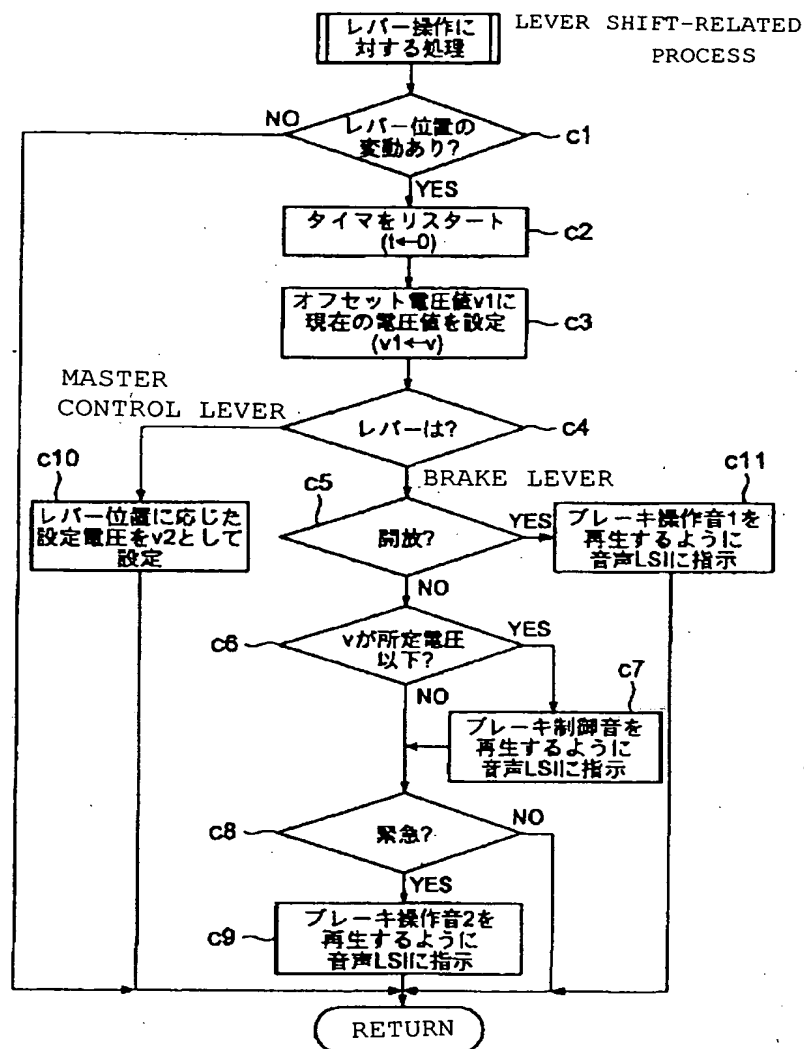 レバー操作に
対する処理
LEVER SHIFT-RELATED
PROCESS
NO
レバー位置の
変動あり?
c1
YES
タイマをリスタート
(t←0)
c2
オフセット電圧値v1に
現在の電圧値を設定
(v1←v)
c3
MASTER
CONTROL LEVER
レバーは?
c4
c10
レバー位置に応じた
設定電圧をv2として
設定
BRAKE LEVER
c5
開放?
YES
c11
ブレーキ操作音1を
再生するように
音声LSIに指示
NO
c6
vが所定電圧
以下?
YES
NO
c7
ブレーキ制御音を
再生するように
音声LSIに指示
c8
緊急?
NO
YES
c9
ブレーキ操作音2を
再生するように
音声LSIに指示
RETURN